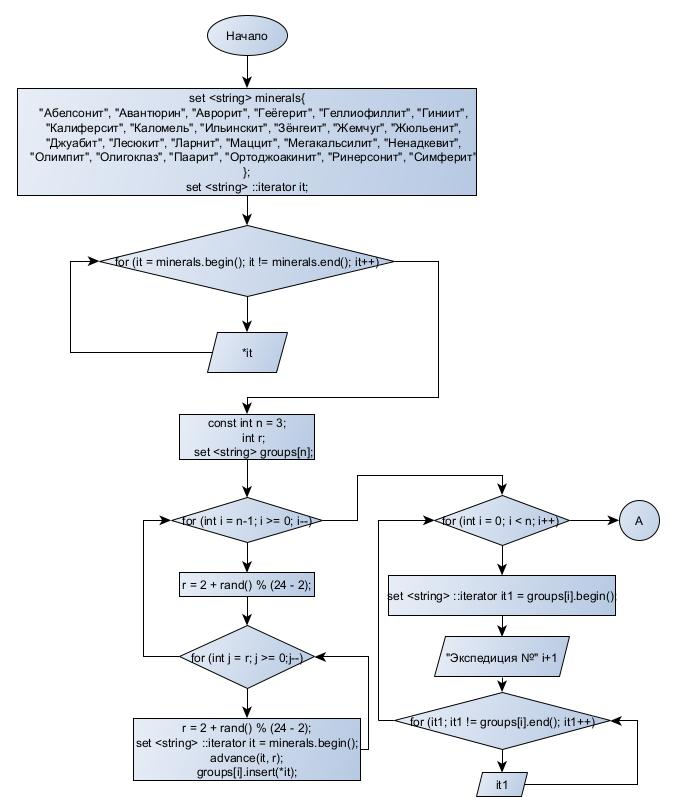 Начало
set <string> minerals{
"Абелсонит", "Авантюрин", "Аврорит", "Геёгерит", "Геллиофиллит", "Гиниит",
"Калиферсит", "Каломель", "Ильинскит", "Зёнгеит", "Жемчуг", "Жюльенит",
"Джуабит", "Лесюкит", "Ларнит", "Маццит", "Мегакальсилит", "Ненадкевит",
"Олимпит", "Олигоклаз", "Паарит", "Ортоджоакинит", "Ринерсонит", "Симферит"
};
set <string> ::iterator it;
for (it = minerals.begin(); it != minerals.end(); it++)
*it
const int n = 3;
int r;
set <string> groups[n];
for (int i = n-1; i >= 0; i--)
r = 2 + rand() % (24 - 2);
for (int j = r; j >= 0;j--)
r = 2 + rand() % (24 - 2);
set <string> ::iterator it = minerals.begin();
advance(it, r);
groups[i].insert(*it);
for (int i = 0; i < n; i++)
A
set <string> ::iterator it1 = groups[i].begin();
"Экспедиция №" i+1
for (it1; it1 != groups[i].end(); it1++)
it1